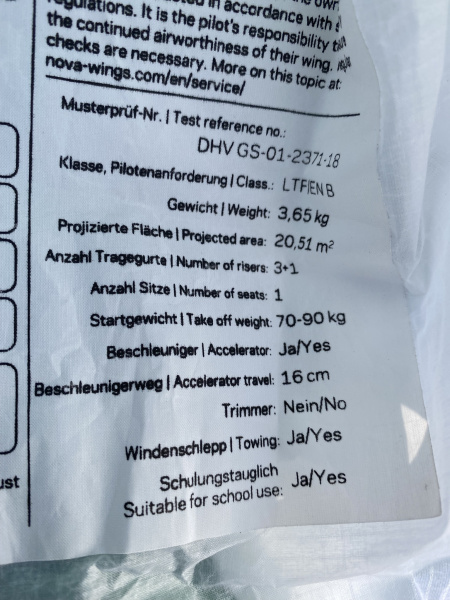 in accordance with
regulations. It is the pilot's responsibility
the continued airworthiness of their wing.
checks are necessary. More on this topic at:
nova-wings.com/en/service/
Musterprüf-Nr. | Test reference no.:
DHV GS-01-2371-18
Klasse, Pilotenanforderung | Class.: LTF/EN B
Gewicht | Weight: 3,65 kg
Projizierte Fläche | Projected area: 20,51 m²
Anzahl Tragegurte | Number of risers: 3+1
Anzahl Sitze | Number of seats: 1
Startgewicht | Take off weight: 70-90 kg
Beschleuniger | Accelerator: Ja/Yes
Beschleunigerweg | Accelerator travel: 16 cm
Trimmer: Nein/No
Windenschlepp | Towing: Ja/Yes
Schulungstauglich
Suitable for school use: Ja/Yes